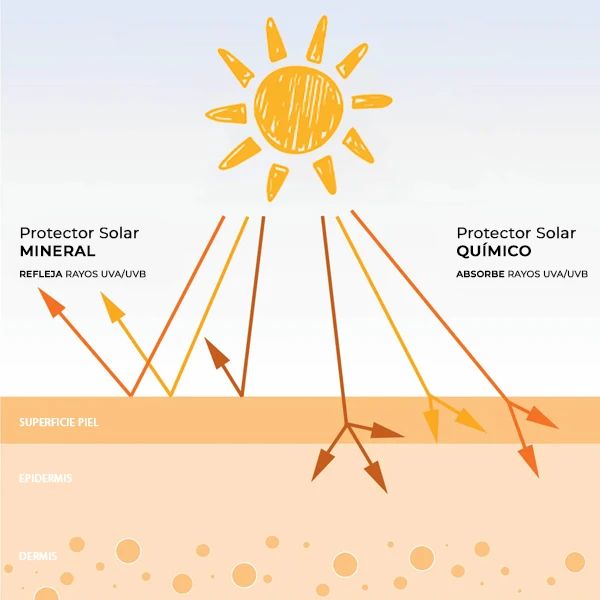 Protector Solar
MINERAL
REFLEJA RAYOS UVA/UVB
Protector Solar
QUÍMICO
ABSORBE RAYOS UVA/UVB
SUPERFICIE PIEL
EPIDERMIS
DERMIS